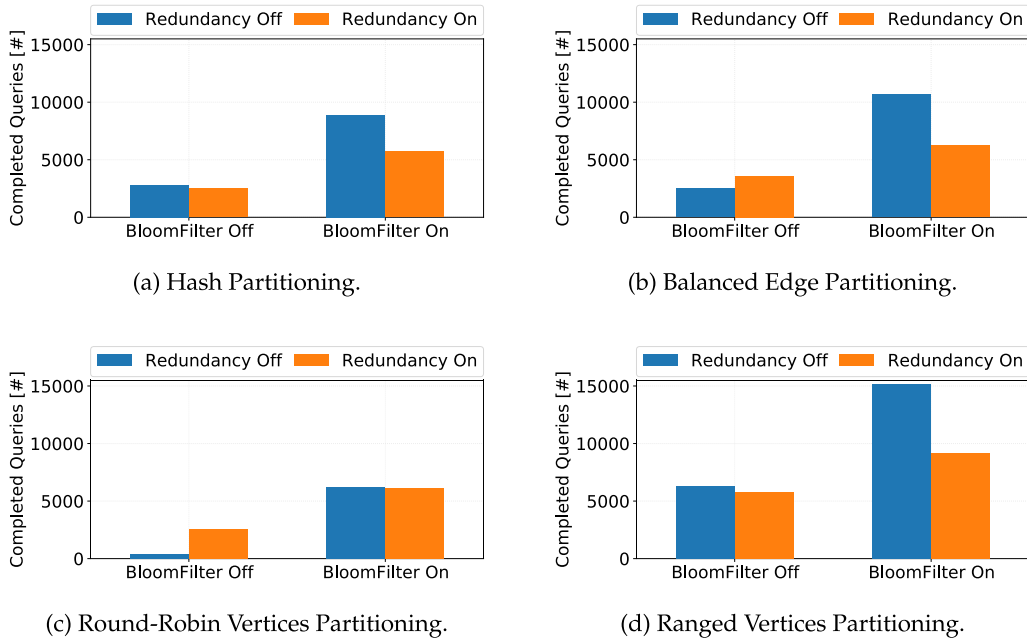 Redundancy Off Redundancy On
Completed Queries [#]
15000
10000
5000
0
BloomFilter Off BloomFilter On
(a) Hash Partitioning.
Redundancy Off Redundancy On
Completed Queries [#]
15000
10000
5000
0
BloomFilter Off BloomFilter On
(b) Balanced Edge Partitioning.
Redundancy Off Redundancy On
Completed Queries [#]
15000
10000
5000
0
BloomFilter Off BloomFilter On
(c) Round-Robin Vertices Partitioning.
Redundancy Off Redundancy On
Completed Queries [#]
15000
10000
5000
0
BloomFilter Off BloomFilter On
(d) Ranged Vertices Partitioning.